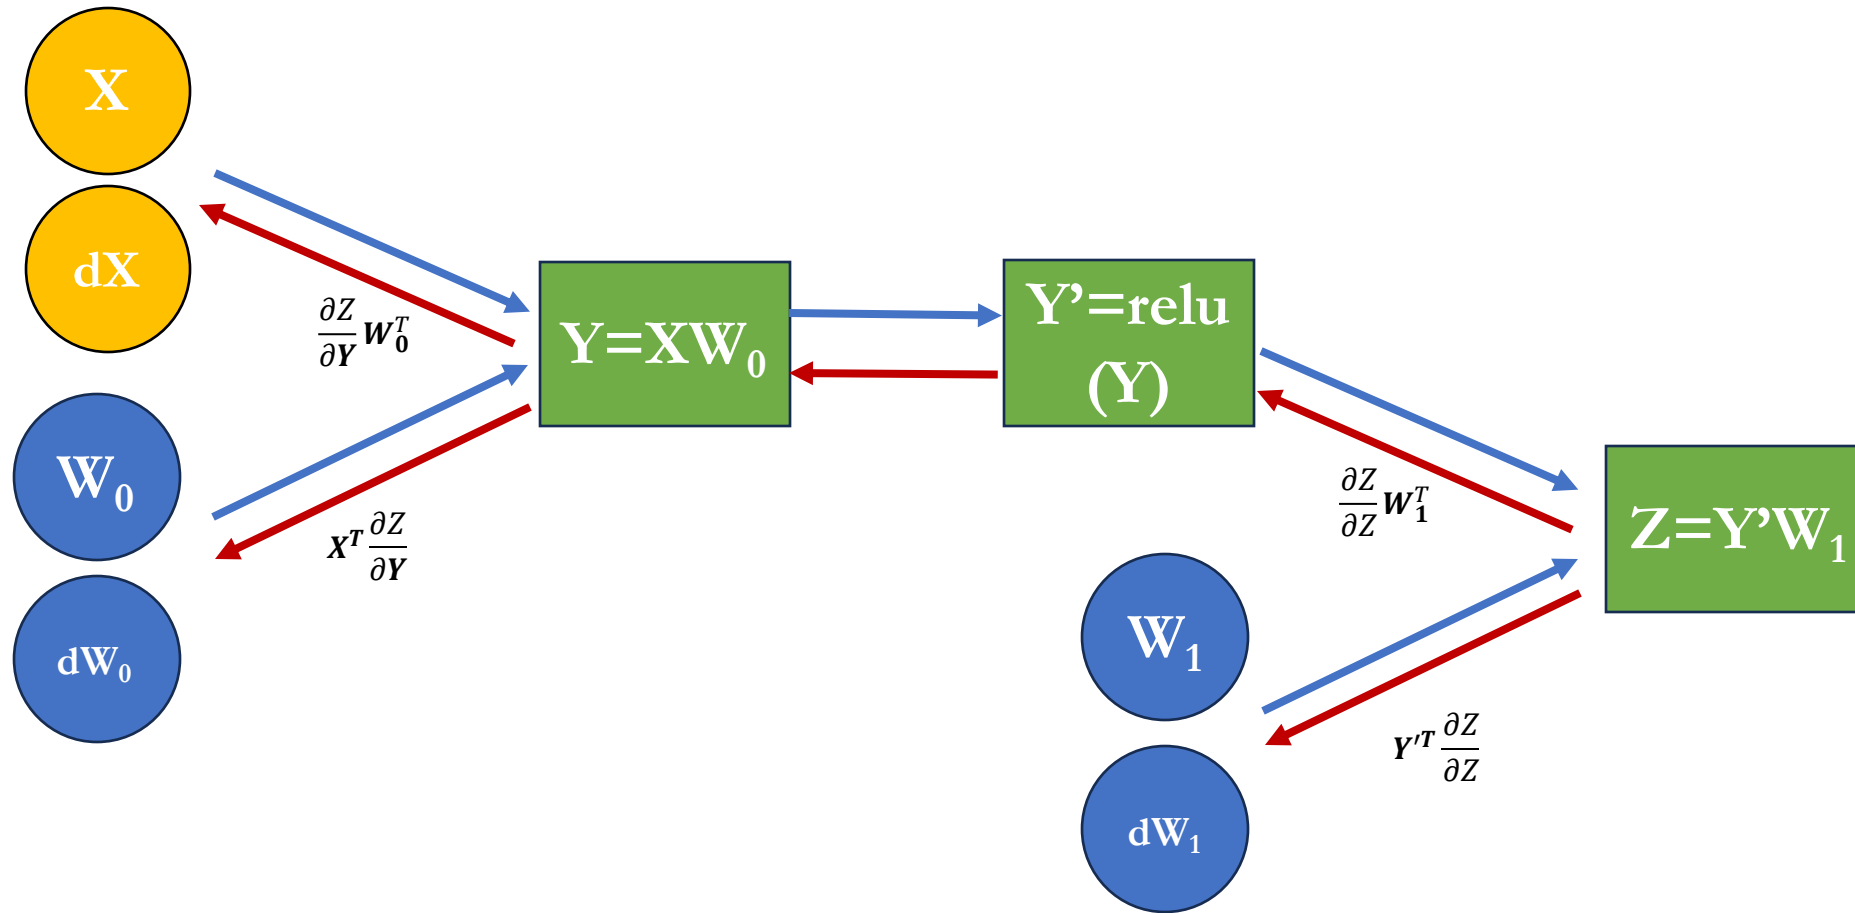 X
dX
∂Z/∂Y W₀ᵀ
W₀
Xᵀ ∂Z/∂Y
dW₀
Y=XW₀
Y’=relu
(Y)
∂Z/∂Z W₁ᵀ
Z=Y’W₁
W₁
Y′ᵀ ∂Z/∂Z
dW₁